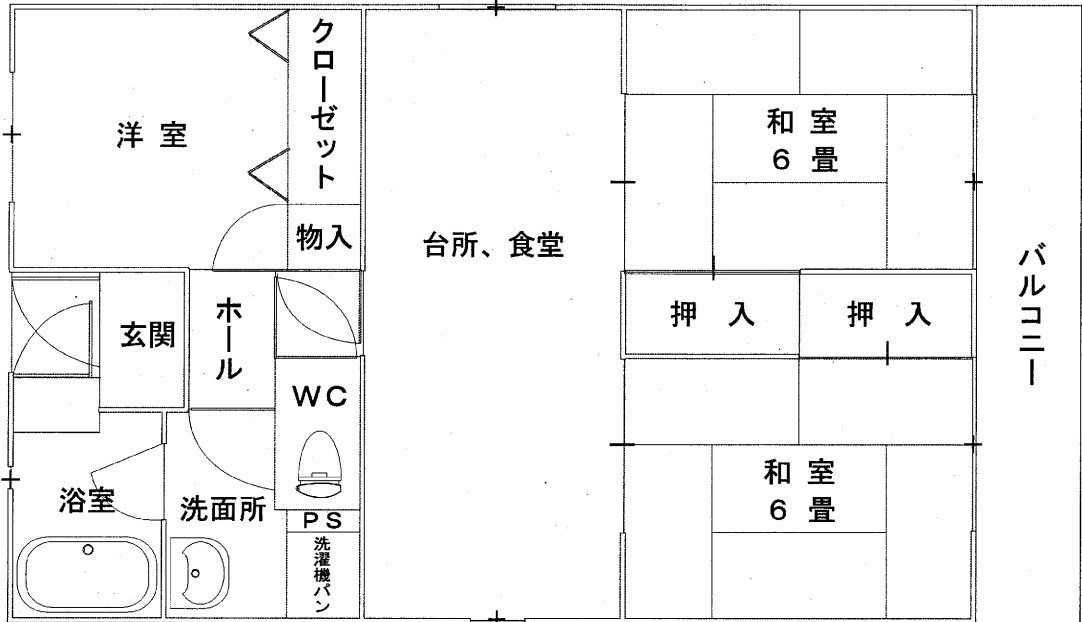 クローゼット
洋室
和室
6畳
物入
台所、食堂
バルコニー
ホール
押入
押入
玄関
WC
和室
6畳
浴室
洗面所
PS
洗濯機パン